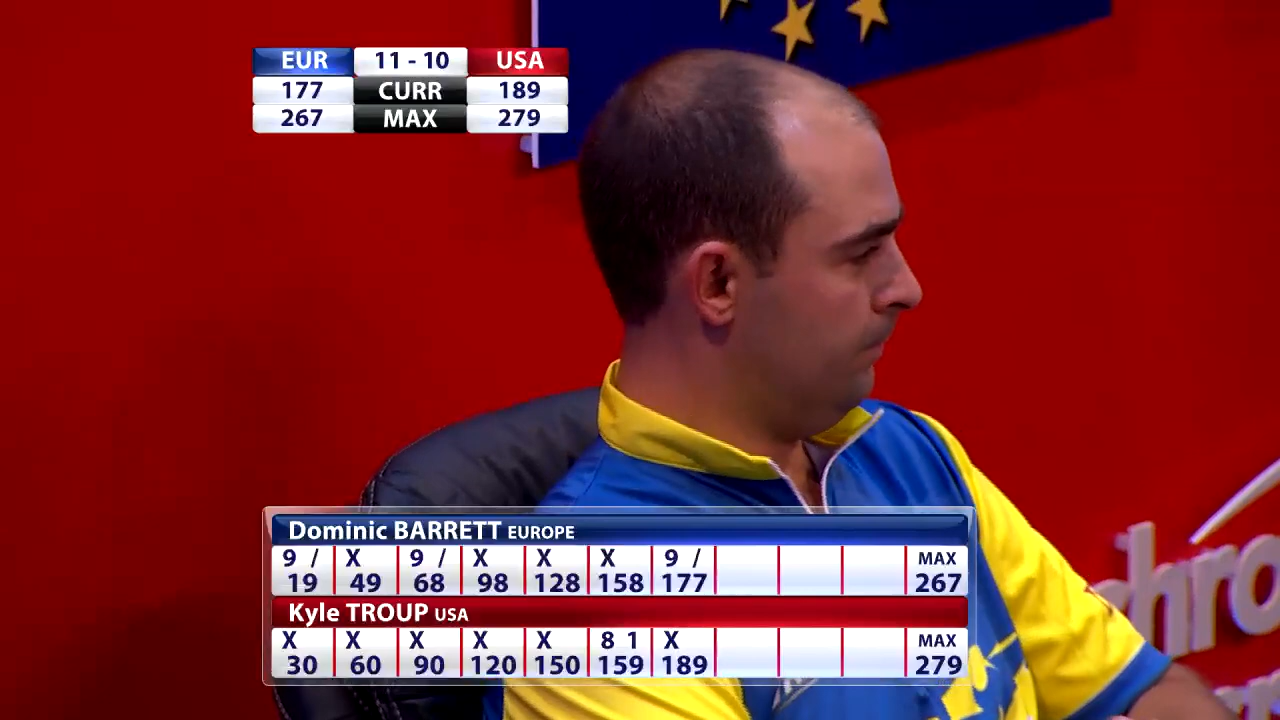 EUR 11 - 10 USA
177 CURR 189
267 MAX 279
Dominic BARRETT EUROPE
9 / X 9 / X X X 9 / MAX
19 49 68 98 128 158 177 267
Kyle TROUP USA
X X X X X 8 1 X MAX
30 60 90 120 150 159 189 279
chro